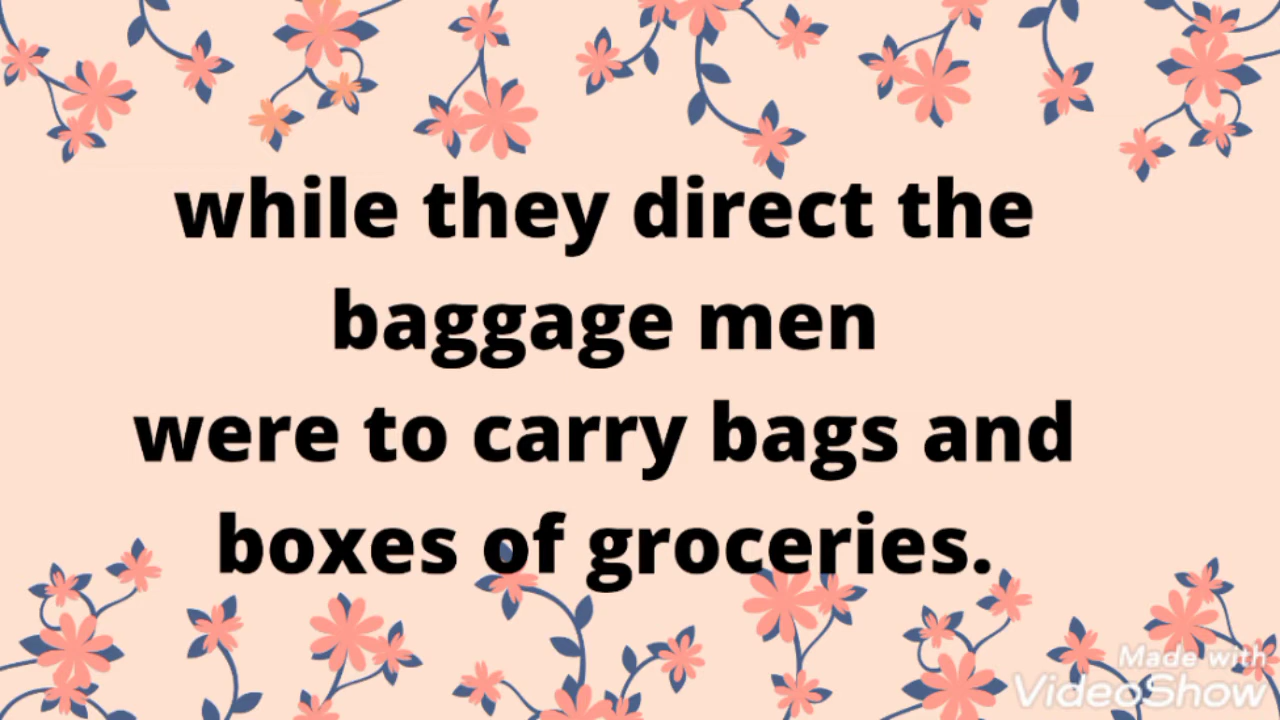 while they direct the
baggage men
were to carry bags and
boxes of groceries.
Made with
VideoShow